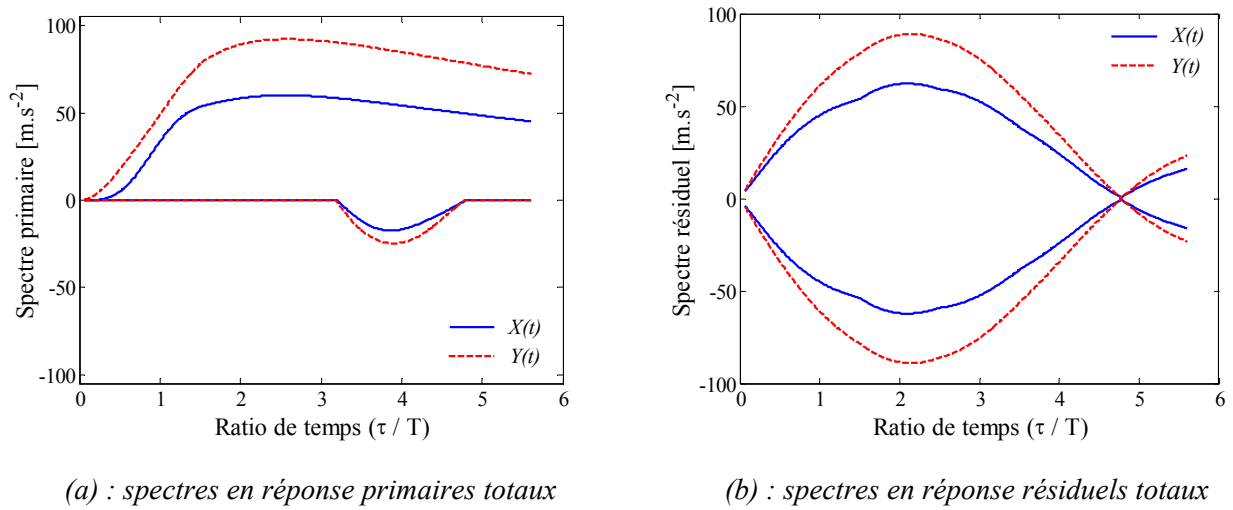 100
50
0
-50
-100
0 1 2 3 4 5 6
Spectre primaire [m.s⁻²]
Ratio de temps (τ / T)
X(t)
Y(t)
(a) : spectres en réponse primaires totaux
100
50
0
-50
-100
0 1 2 3 4 5 6
Spectre résiduel [m.s⁻²]
Ratio de temps (τ / T)
X(t)
Y(t)
(b) : spectres en réponse résiduels totaux